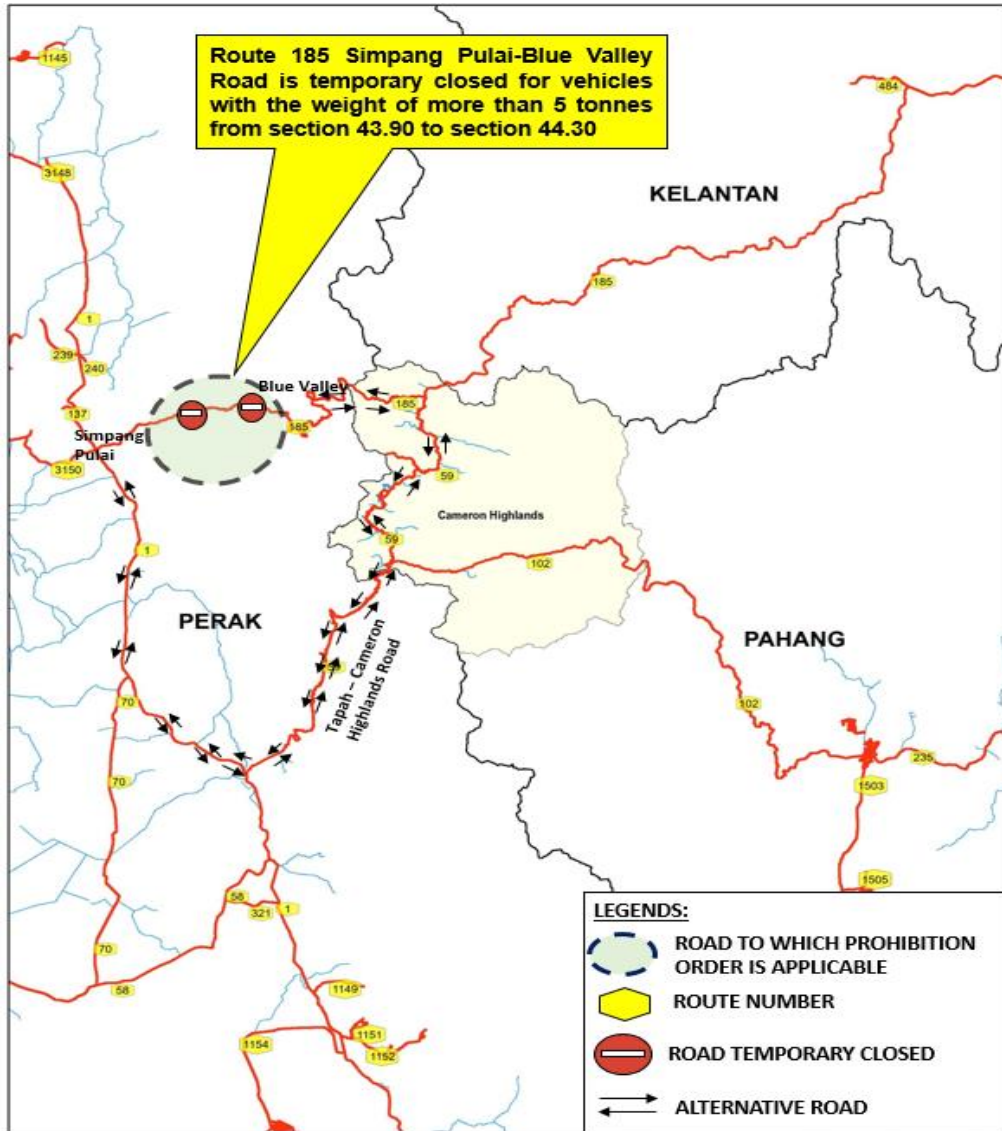 1145
Route 185 Simpang Pulai-Blue Valley
Road is temporary closed for vehicles
with the weight of more than 5 tonnes
from section 43.90 to section 44.30
484
3148
KELANTAN
185
1
239
240
Blue Valley
137
185
185
Simpang
Pulai
3150
59
Cameron Highlands
59
1
102
PERAK
PAHANG
Tapah – Cameron
Highlands Road
70
102
235
70
1503
1505
58
321
1
70
58
1149
1151
1154
1152
LEGENDS:
ROAD TO WHICH PROHIBITION
ORDER IS APPLICABLE
ROUTE NUMBER
ROAD TEMPORARY CLOSED
ALTERNATIVE ROAD